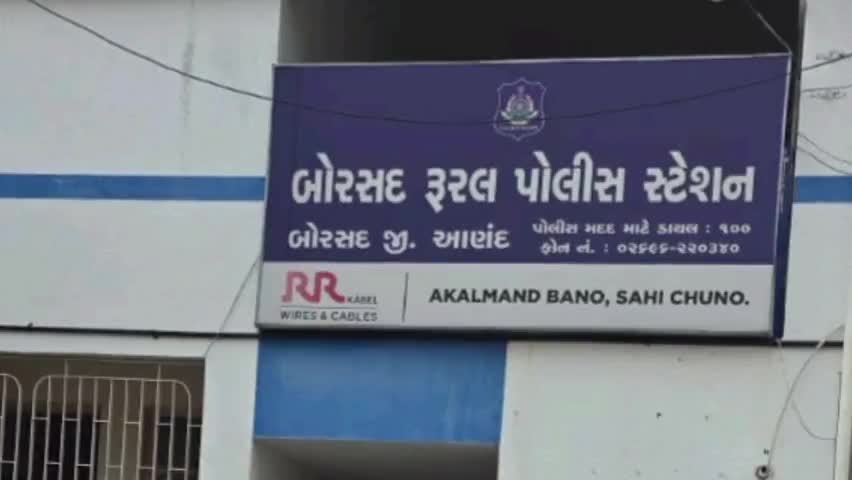 બોરસદ રૂરલ પોલીસ સ્ટેશન
બોરસદ જી. આણંદ
પોલીસ મદદ માટે ડાયલ : ૧૦૦
ફોન નં. : ૦૨૬૯૬-૨૨૦૩૪૦
RR KABEL
WIRES & CABLES
AKALMAND BANO, SAHI CHUNO.